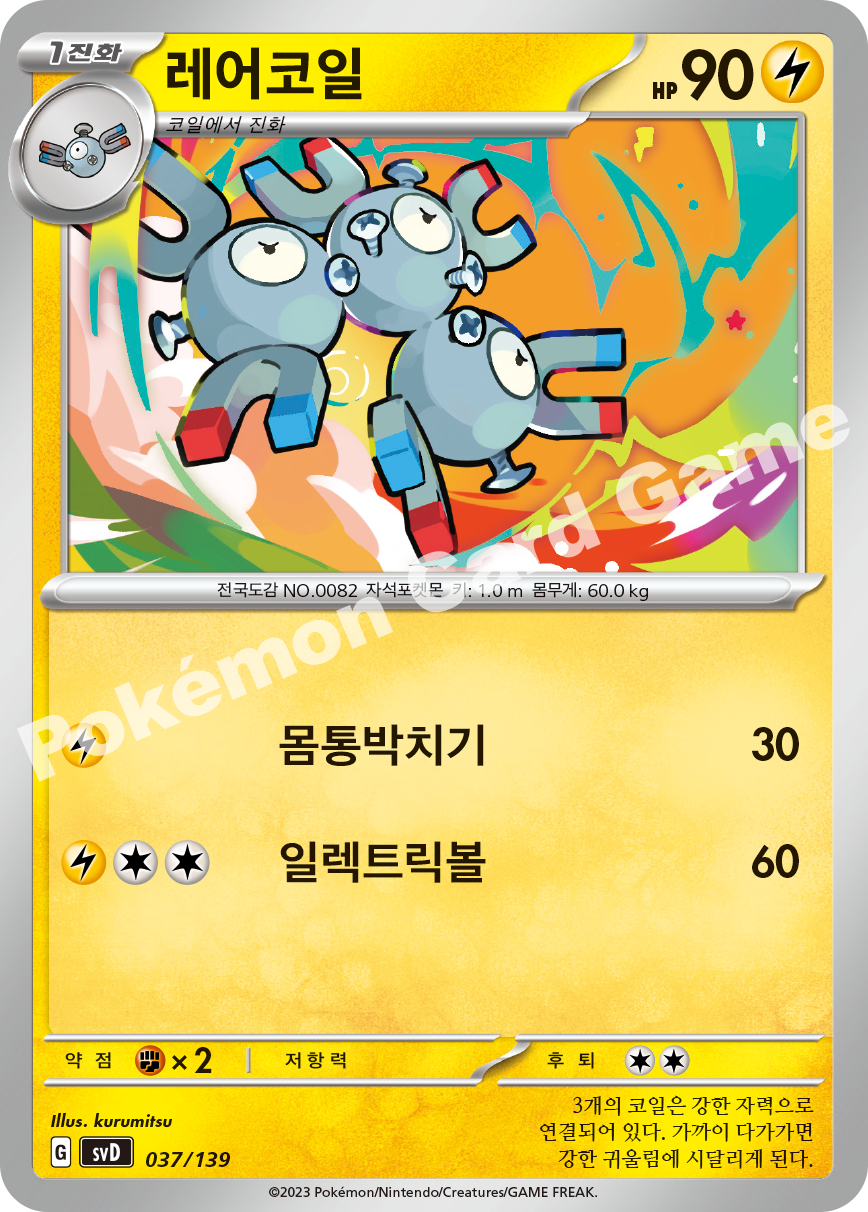 1진화
레어코일
HP 90
코일에서 진화
전국도감 NO.0082 자석포켓몬 키: 1.0 m 몸무게: 60.0 kg
Pokémon Card Game
몸통박치기 30
일렉트릭볼 60
약점 ×2 저항력 후퇴
3개의 코일은 강한 자력으로
연결되어 있다. 가까이 다가가면
강한 귀울림에 시달리게 된다.
Illus. kurumitsu
G svD 037/139
©2023 Pokémon/Nintendo/Creatures/GAME FREAK.